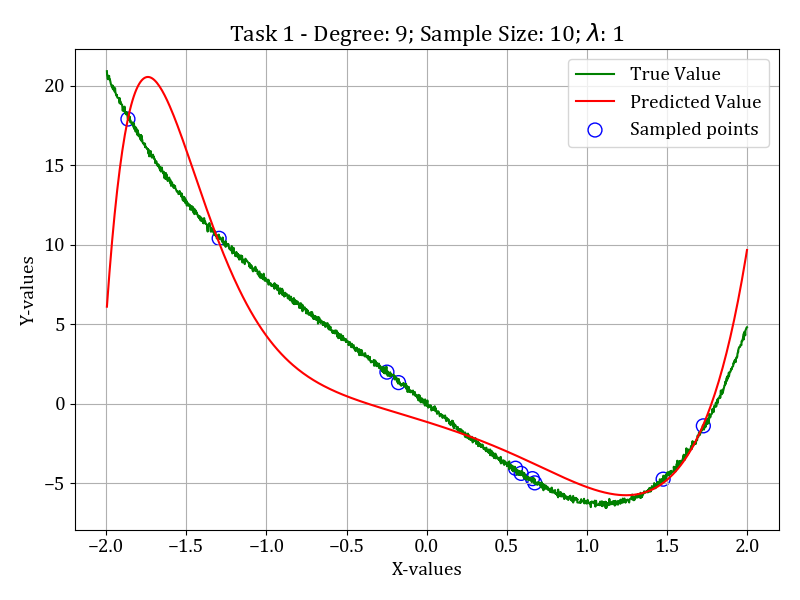 Task 1 - Degree: 9; Sample Size: 10; λ: 1
True Value
Predicted Value
Sampled points
20
15
10
5
0
−5
Y-values
−2.0 −1.5 −1.0 −0.5 0.0 0.5 1.0 1.5 2.0
X-values